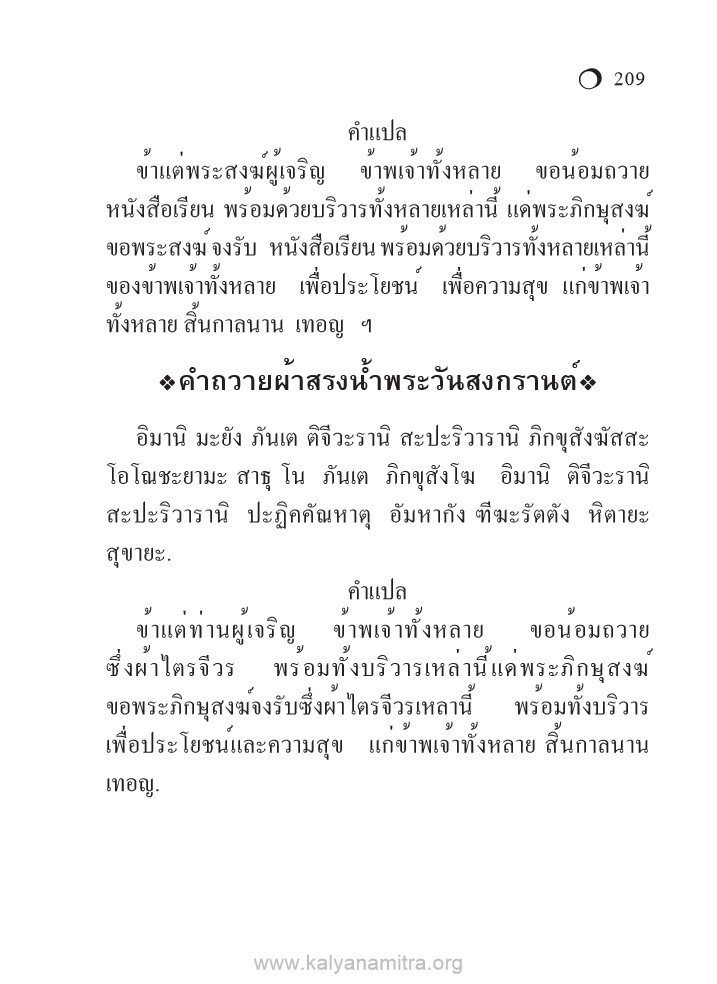 209
คำแปล
ข้าแต่พระสงฆ์ผู้เจริญ ข้าพเจ้าทั้งหลาย ขอน้อมถวาย
หนังสือเรียน พร้อมด้วยบริวารทั้งหลายเหล่านี้ แด่พระภิกษุสงฆ์
ขอพระสงฆ์ จงรับ หนังสือเรียน พร้อมด้วยบริวารทั้งหลายเหล่านี้
ของข้าพเจ้าทั้งหลาย เพื่อประโยชน์ เพื่อความสุข แก่ข้าพเจ้า
ทั้งหลาย สิ้นกาลนาน เทอญ ฯ
❖คำถวายผ้าสรงน้ำพระวันสงกรานต์❖
อิมานิ มะยัง ภันเต ติจีวะรานิ สะปะริวารานิ ภิกขุสังฆัสสะ
โอโณชะยามะ สาธุ โน ภันเต ภิกขุสังโฆ อิมานิ ติจีวะรานิ
สะปะริวารานิ ปะฏิคคัณหาตุ อัมหากัง ฑีฆะรัตตัง หิตายะ
สุขายะ.
คำแปล
ข้าแต่ท่านผู้เจริญ ข้าพเจ้าทั้งหลาย ขอน้อมถวาย
ซึ่งผ้าไตรจีวร พร้อมทั้งบริวารเหล่านี้แด่พระภิกษุสงฆ์
ขอพระภิกษุสงฆ์จงรับซึ่งผ้าไตรจีวรเหลานี้ พร้อมทั้งบริวาร
เพื่อประโยชน์และความสุข แก่ข้าพเจ้าทั้งหลาย สิ้นกาลนาน
เทอญ.
www.kalyanamitra.org